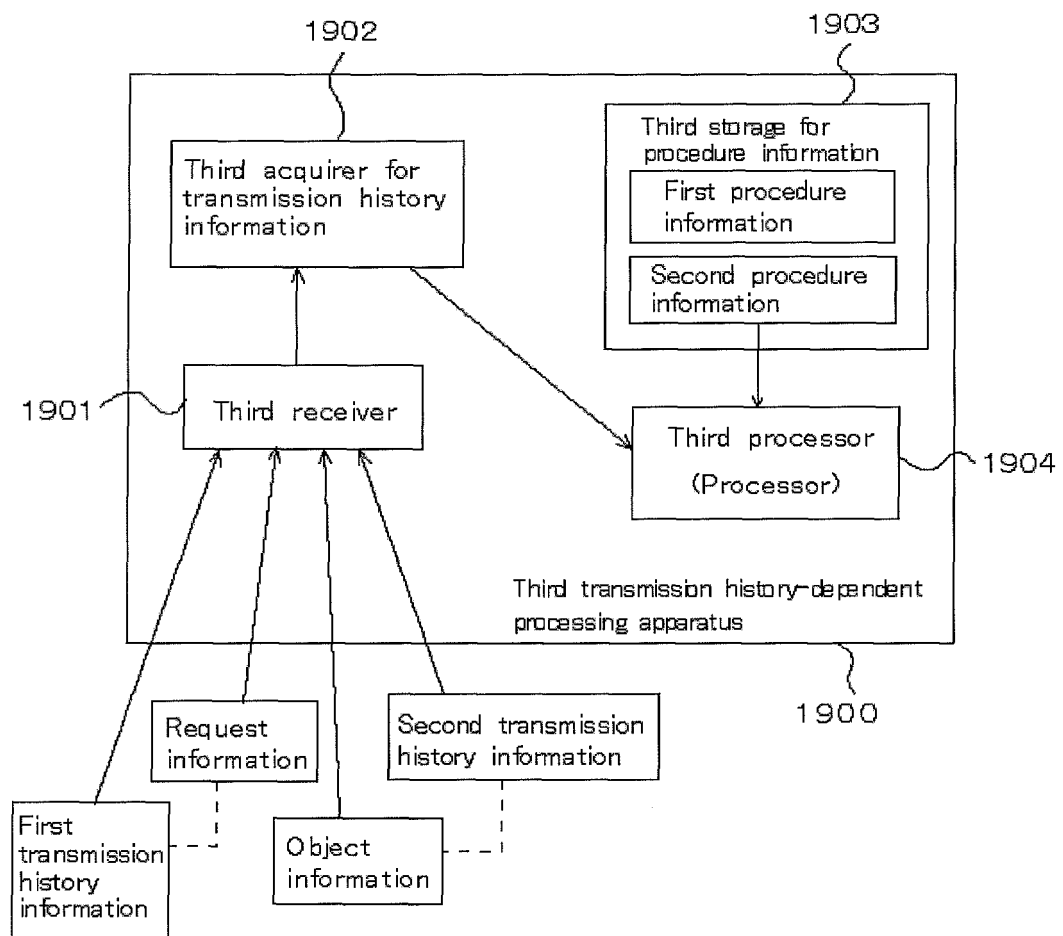 1902
1903
Third acquirer for
transmission history
information
Third storage for
procedure information
First procedure
information
Second procedure
information
1901
Third receiver
Third processor
(Processor)
1904
Third transmission history-dependent
processing apparatus
1900
Request
information
Second transmission
history information
First
transmission
history
information
Object
information